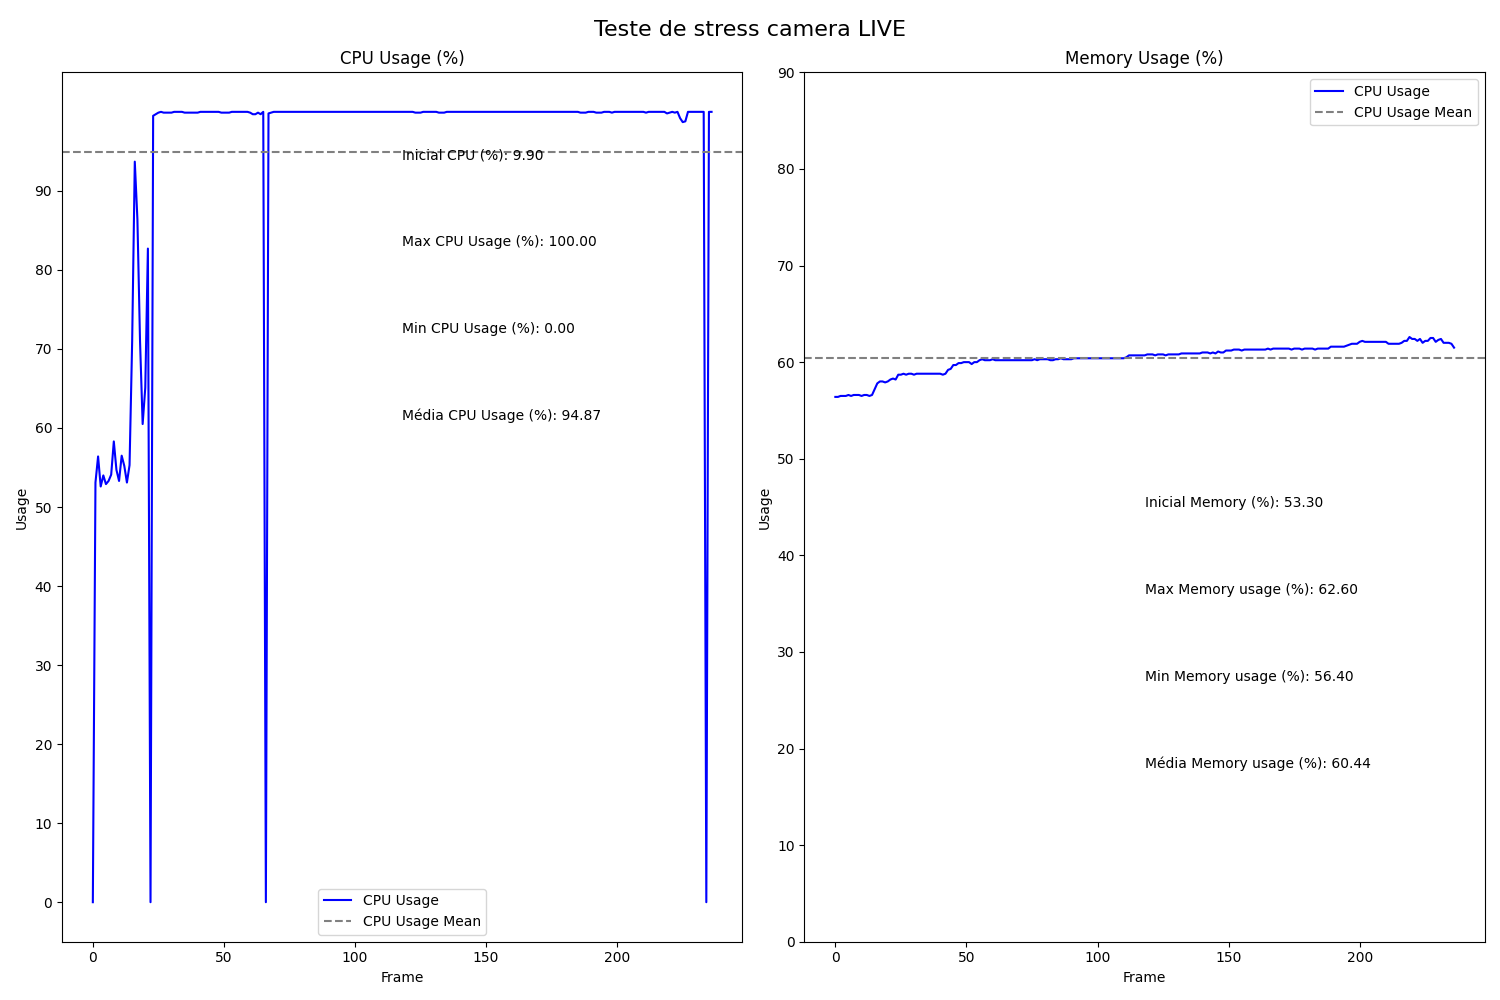 Teste de stress camera LIVE
CPU Usage (%)
90
80
70
60
50
40
30
20
10
0
Usage
Inicial CPU (%): 9.90
Max CPU Usage (%): 100.00
Min CPU Usage (%): 0.00
Média CPU Usage (%): 94.87
CPU Usage
CPU Usage Mean
0 50 100 150 200
Frame
Memory Usage (%)
90
80
70
60
50
40
30
20
10
0
Usage
CPU Usage
CPU Usage Mean
Inicial Memory (%): 53.30
Max Memory usage (%): 62.60
Min Memory usage (%): 56.40
Média Memory usage (%): 60.44
0 50 100 150 200
Frame